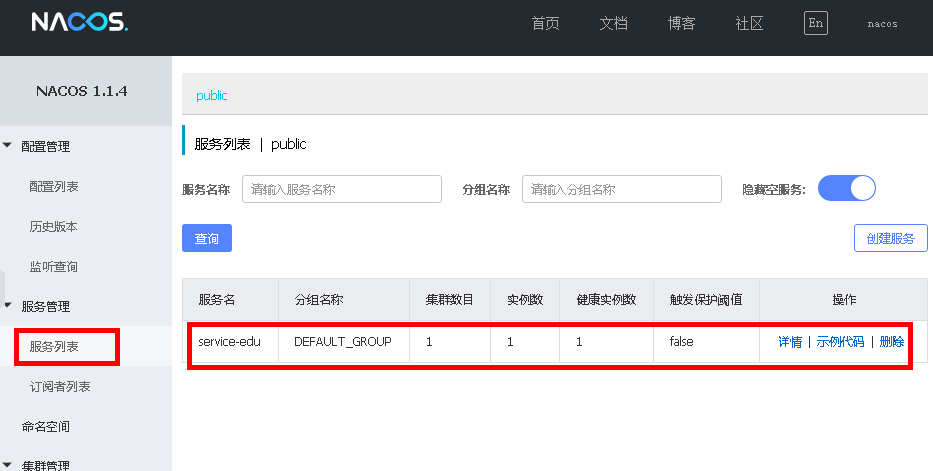 NACOS.
首页 文档 博客 社区 En nacos
NACOS 1.1.4
配置管理
配置列表
历史版本
监听查询
服务管理
服务列表
订阅者列表
命名空间
集群管理
public
服务列表 | public
服务名称 请输入服务名称 分组名称 请输入分组名称 隐藏空服务:
查询 创建服务
服务名 分组名称 集群数目 实例数 健康实例数 触发保护阈值 操作
service-edu DEFAULT_GROUP 1 1 1 false 详情 | 示例代码 | 删除